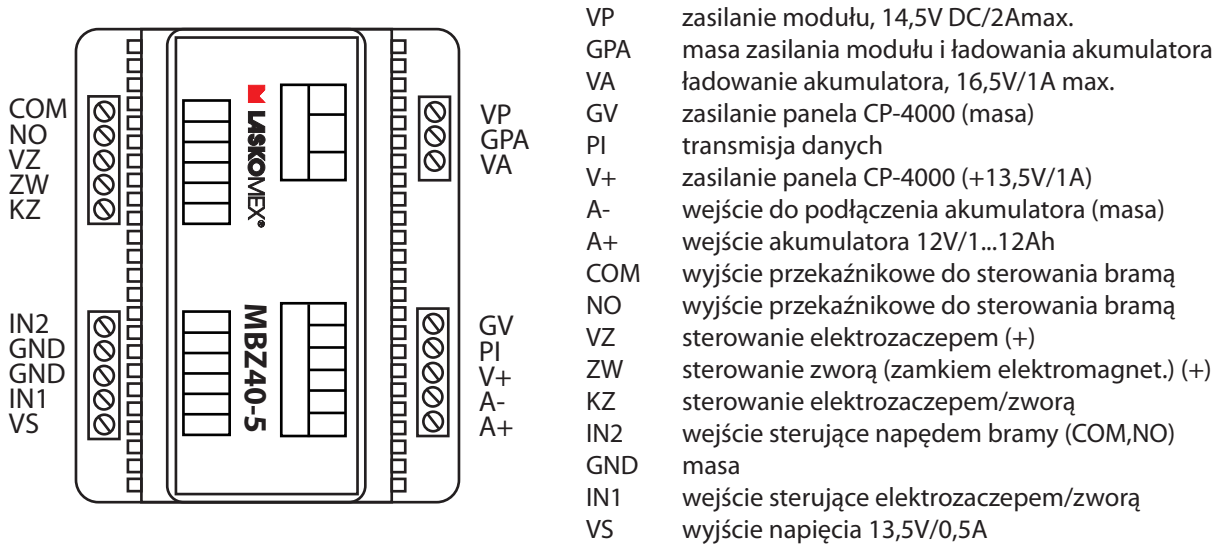 COM
NO
VZ
ZW
KZ
IN2
GND
GND
IN1
VS
LASKOMEX®
MBZ40-5
VP
GPA
VA
GV
PI
V+
A-
A+
VP zasilanie modułu, 14,5V DC/2Amax.
GPA masa zasilania modułu i ładowania akumulatora
VA ładowanie akumulatora, 16,5V/1A max.
GV zasilanie panela CP-4000 (masa)
PI transmisja danych
V+ zasilanie panela CP-4000 (+13,5V/1A)
A- wejście do podłączenia akumulatora (masa)
A+ wejście akumulatora 12V/1...12Ah
COM wyjście przekaźnikowe do sterowania bramą
NO wyjście przekaźnikowe do sterowania bramą
VZ sterowanie elektrozaczepem (+)
ZW sterowanie zworą (zamkiem elektromagnet.) (+)
KZ sterowanie elektrozaczepem/zworą
IN2 wejście sterujące napędem bramy (COM,NO)
GND masa
IN1 wejście sterujące elektrozaczepem/zworą
VS wyjście napięcia 13,5V/0,5A